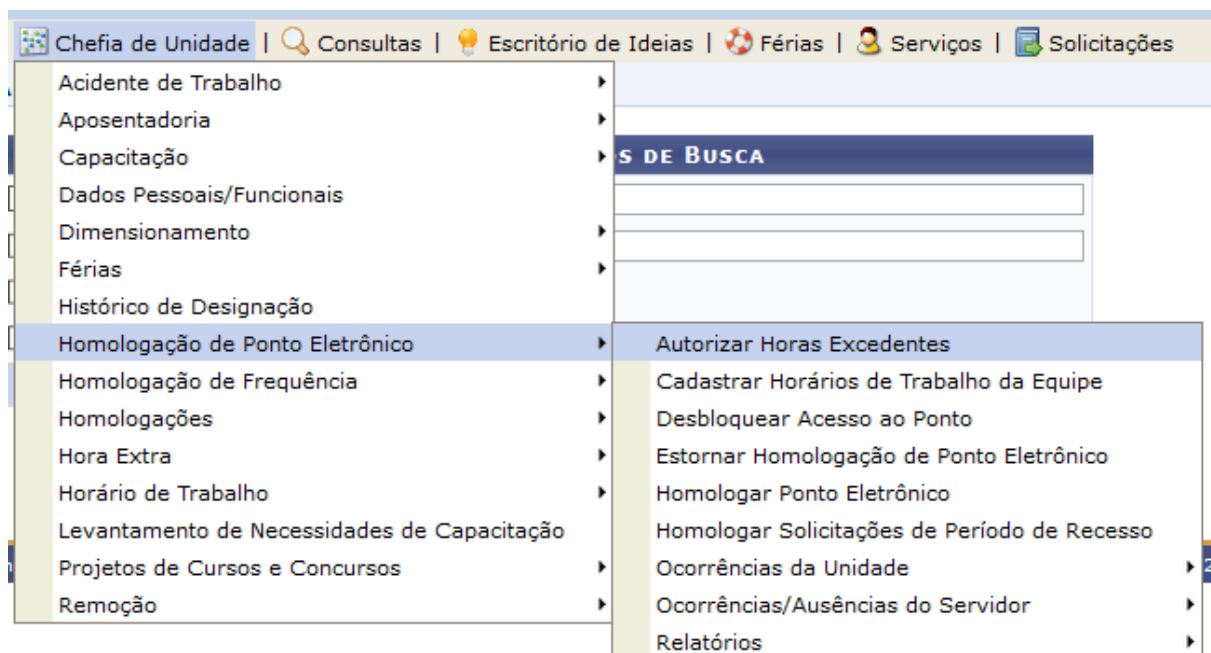 Chefia de Unidade | Consultas | Escritório de Ideias | Férias | Serviços | Solicitações
Acidente de Trabalho
Aposentadoria
Capacitação
S DE BUSCA
Dados Pessoais/Funcionais
Dimensionamento
Férias
Histórico de Designação
Homologação de Ponto Eletrônico
Homologação de Frequência
Homologações
Hora Extra
Horário de Trabalho
Levantamento de Necessidades de Capacitação
Projetos de Cursos e Concursos
Remoção
Autorizar Horas Excedentes
Cadastrar Horários de Trabalho da Equipe
Desbloquear Acesso ao Ponto
Estornar Homologação de Ponto Eletrônico
Homologar Ponto Eletrônico
Homologar Solicitações de Período de Recesso
Ocorrências da Unidade
Ocorrências/Ausências do Servidor
Relatórios